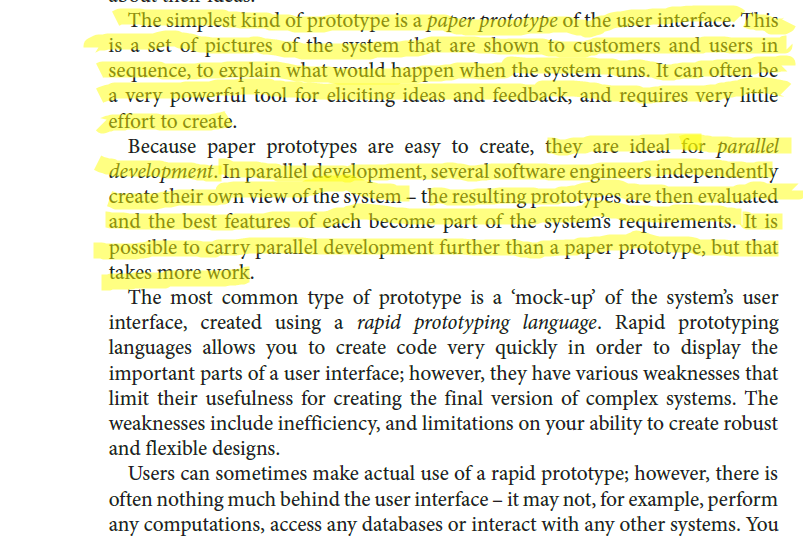 about their ideas.
The simplest kind of prototype is a paper prototype of the user interface. This
is a set of pictures of the system that are shown to customers and users in
sequence, to explain what would happen when the system runs. It can often be
a very powerful tool for eliciting ideas and feedback, and requires very little
effort to create.
Because paper prototypes are easy to create, they are ideal for parallel
development. In parallel development, several software engineers independently
create their own view of the system – the resulting prototypes are then evaluated
and the best features of each become part of the system’s requirements. It is
possible to carry parallel development further than a paper prototype, but that
takes more work.
The most common type of prototype is a ‘mock-up’ of the system’s user
interface, created using a rapid prototyping language. Rapid prototyping
languages allows you to create code very quickly in order to display the
important parts of a user interface; however, they have various weaknesses that
limit their usefulness for creating the final version of complex systems. The
weaknesses include inefficiency, and limitations on your ability to create robust
and flexible designs.
Users can sometimes make actual use of a rapid prototype; however, there is
often nothing much behind the user interface – it may not, for example, perform
any computations, access any databases or interact with any other systems. You